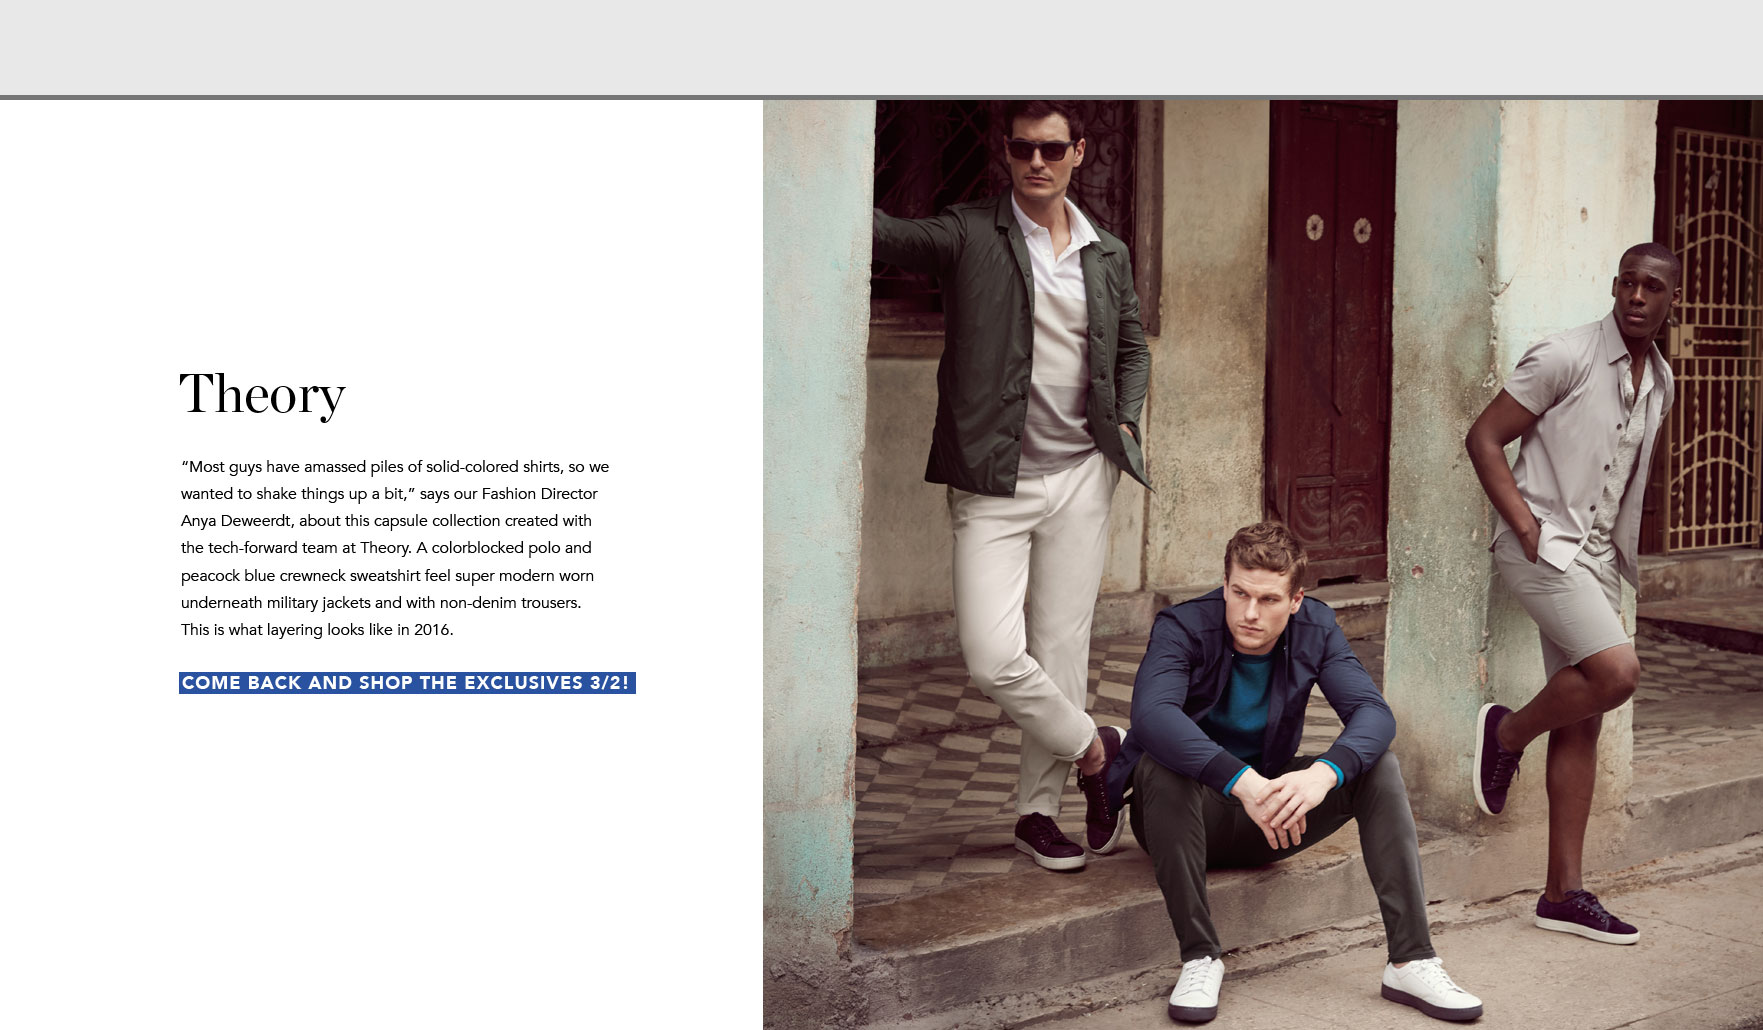 Theory
“Most guys have amassed piles of solid-colored shirts, so we
wanted to shake things up a bit,” says our Fashion Director
Anya Deweerdt, about this capsule collection created with
the tech-forward team at Theory. A colorblocked polo and
peacock blue crewneck sweatshirt feel super modern worn
underneath military jackets and with non-denim trousers.
This is what layering looks like in 2016.
COME BACK AND SHOP THE EXCLUSIVES 3/2!